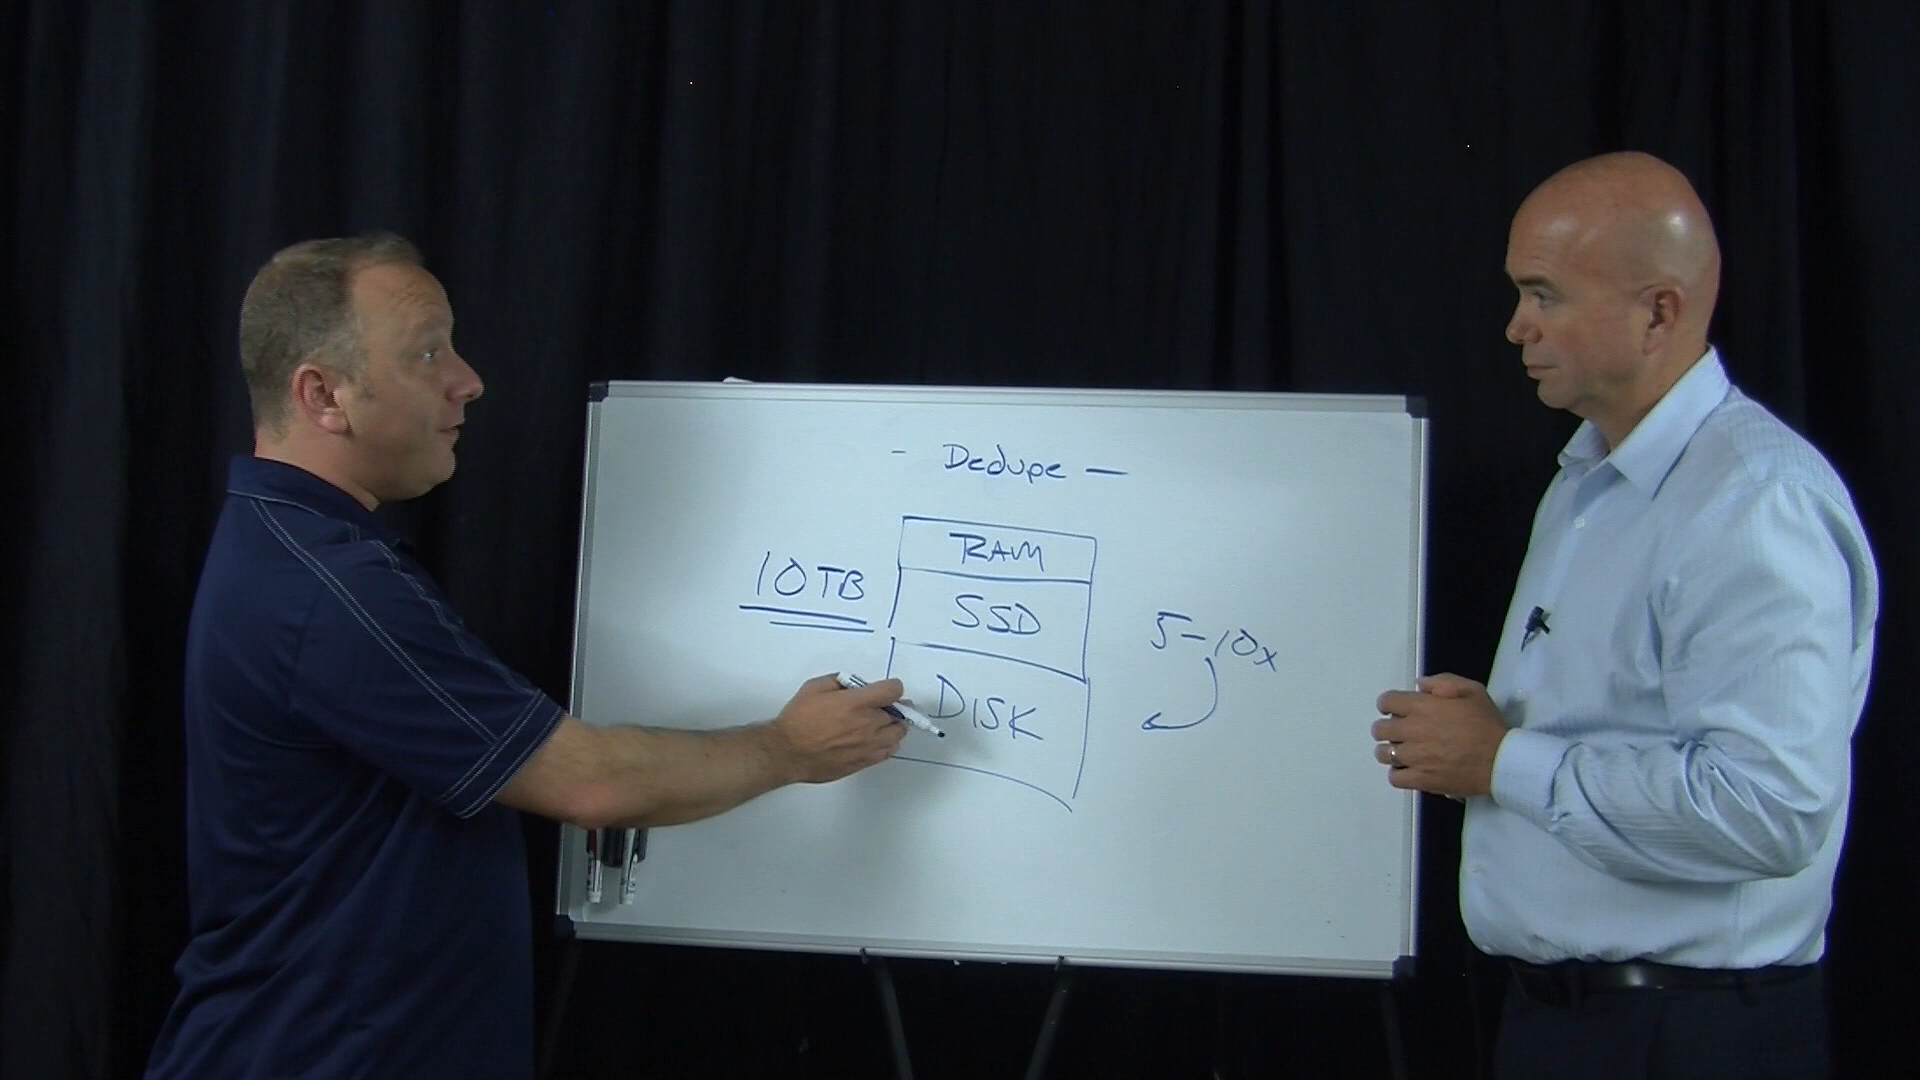 - Dedupe —
RAM
10TB
SSD
5-10x
DISK